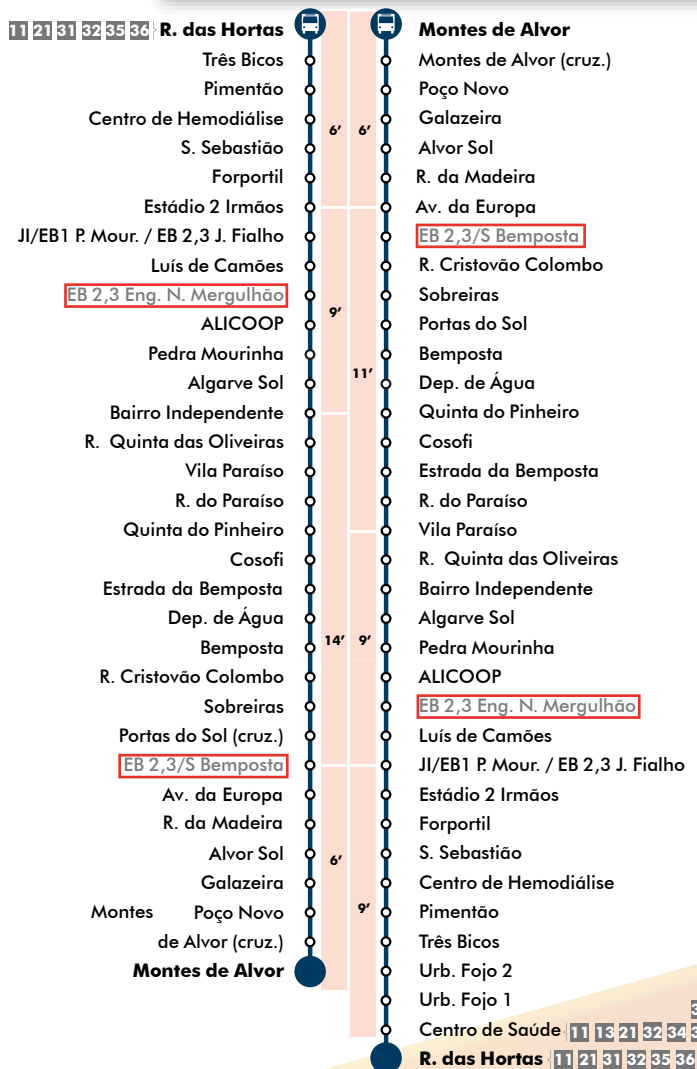 11 21 31 32 35 36 R. das Hortas
Três Bicos
Pimentão
Centro de Hemodiálise
S. Sebastião
Forportil
Estádio 2 Irmãos
JI/EB1 P. Mour. / EB 2,3 J. Fialho
Luís de Camões
EB 2,3 Eng. N. Mergulhão
ALICOOP
Pedra Mourinha
Algarve Sol
Bairro Independente
R. Quinta das Oliveiras
Vila Paraíso
R. do Paraíso
Quinta do Pinheiro
Cosofi
Estrada da Bemposta
Dep. de Água
Bemposta
R. Cristovão Colombo
Sobreiras
Portas do Sol (cruz.)
EB 2,3/S Bemposta
Av. da Europa
R. da Madeira
Alvor Sol
Galazeira
Montes Poço Novo
de Alvor (cruz.)
Montes de Alvor
6’
9’
14’
6’
6’
11’
9’
9’
Montes de Alvor
Montes de Alvor (cruz.)
Poço Novo
Galazeira
Alvor Sol
R. da Madeira
Av. da Europa
EB 2,3/S Bemposta
R. Cristovão Colombo
Sobreiras
Portas do Sol
Bemposta
Dep. de Água
Quinta do Pinheiro
Cosofi
Estrada da Bemposta
R. do Paraíso
Vila Paraíso
R. Quinta das Oliveiras
Bairro Independente
Algarve Sol
Pedra Mourinha
ALICOOP
EB 2,3 Eng. N. Mergulhão
Luís de Camões
JI/EB1 P. Mour. / EB 2,3 J. Fialho
Estádio 2 Irmãos
Forportil
S. Sebastião
Centro de Hemodiálise
Pimentão
Três Bicos
Urb. Fojo 2
Urb. Fojo 1
Centro de Saúde 11 13 21 32 34
R. das Hortas 11 21 31 32 35 36